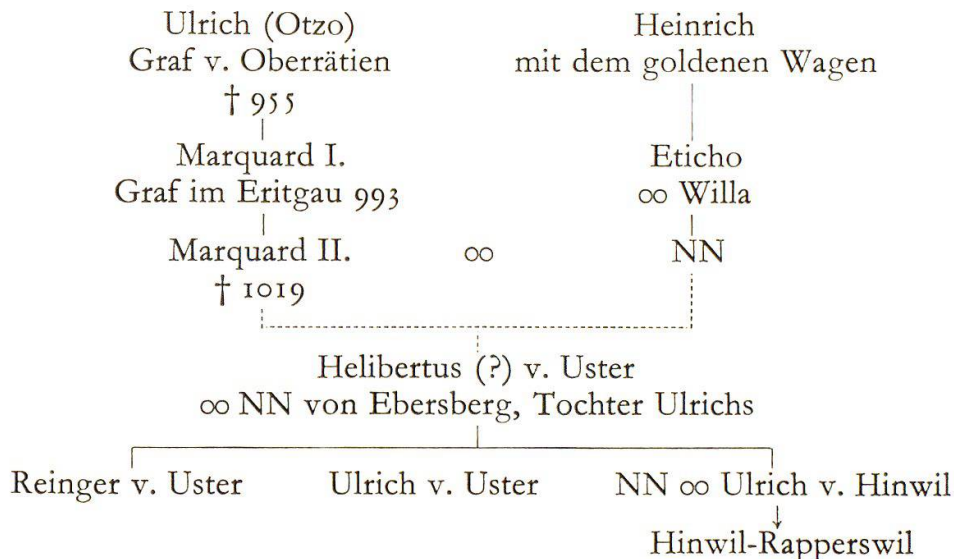 Ulrich (Otzo)
Graf v. Oberrätien
† 955
Heinrich
mit dem goldenen Wagen
Marquard I.
Graf im Eritgau 993
Eticho
∞ Willa
Marquard II. ∞ NN
† 1019
Helibertus (?) v. Uster
∞ NN von Ebersberg, Tochter Ulrichs
Reinger v. Uster Ulrich v. Uster NN ∞ Ulrich v. Hinwil
↓
Hinwil-Rapperswil